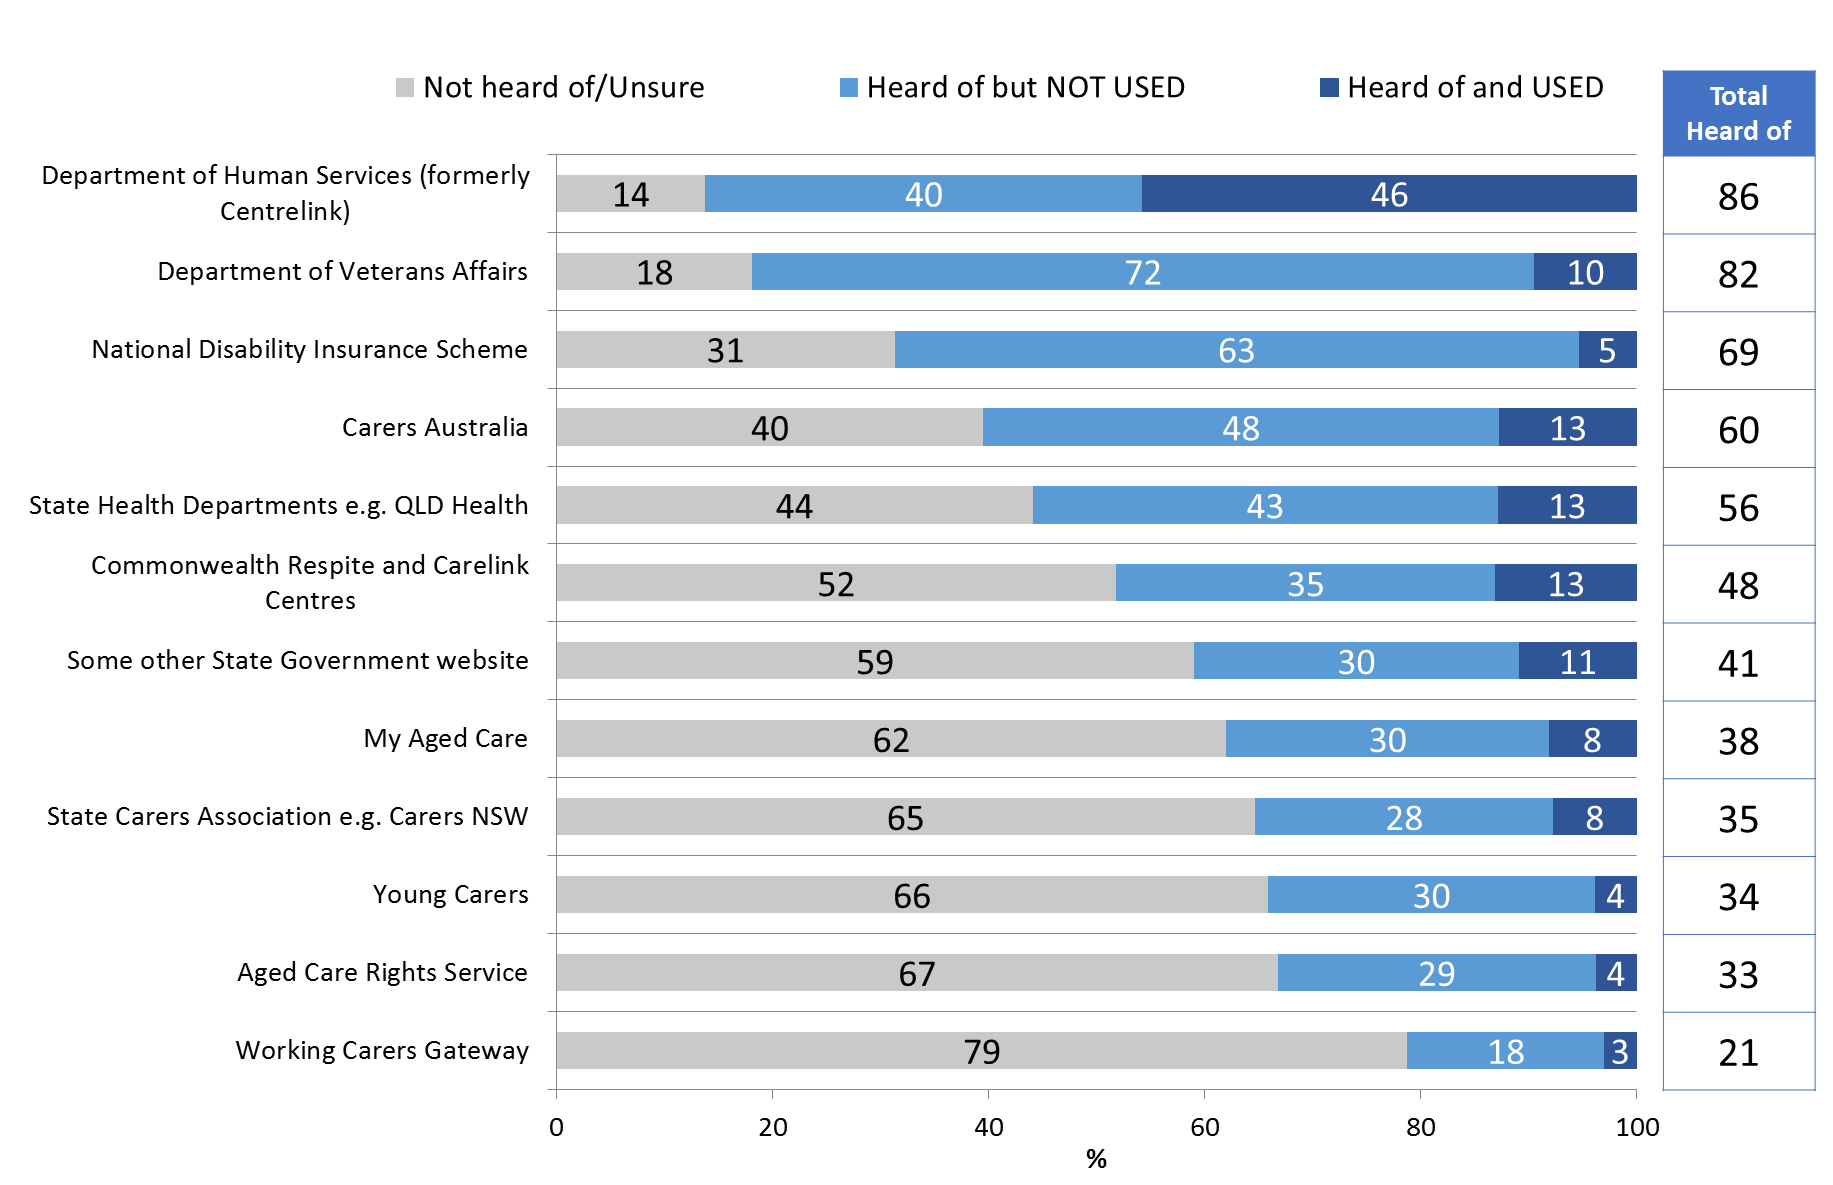 Not heard of/Unsure
Heard of but NOT USED
Heard of and USED
Total
Heard of
Department of Human Services (formerly
Centrelink)
14
40
46
86
Department of Veterans Affairs
18
72
10
82
National Disability Insurance Scheme
31
63
5
69
Carers Australia
40
48
13
60
State Health Departments e.g. QLD Health
44
43
13
56
Commonwealth Respite and Carelink
Centres
52
35
13
48
Some other State Government website
59
30
11
41
My Aged Care
62
30
8
38
State Carers Association e.g. Carers NSW
65
28
8
35
Young Carers
66
30
4
34
Aged Care Rights Service
67
29
4
33
Working Carers Gateway
79
18
3
21
0
20
40
60
80
100
%